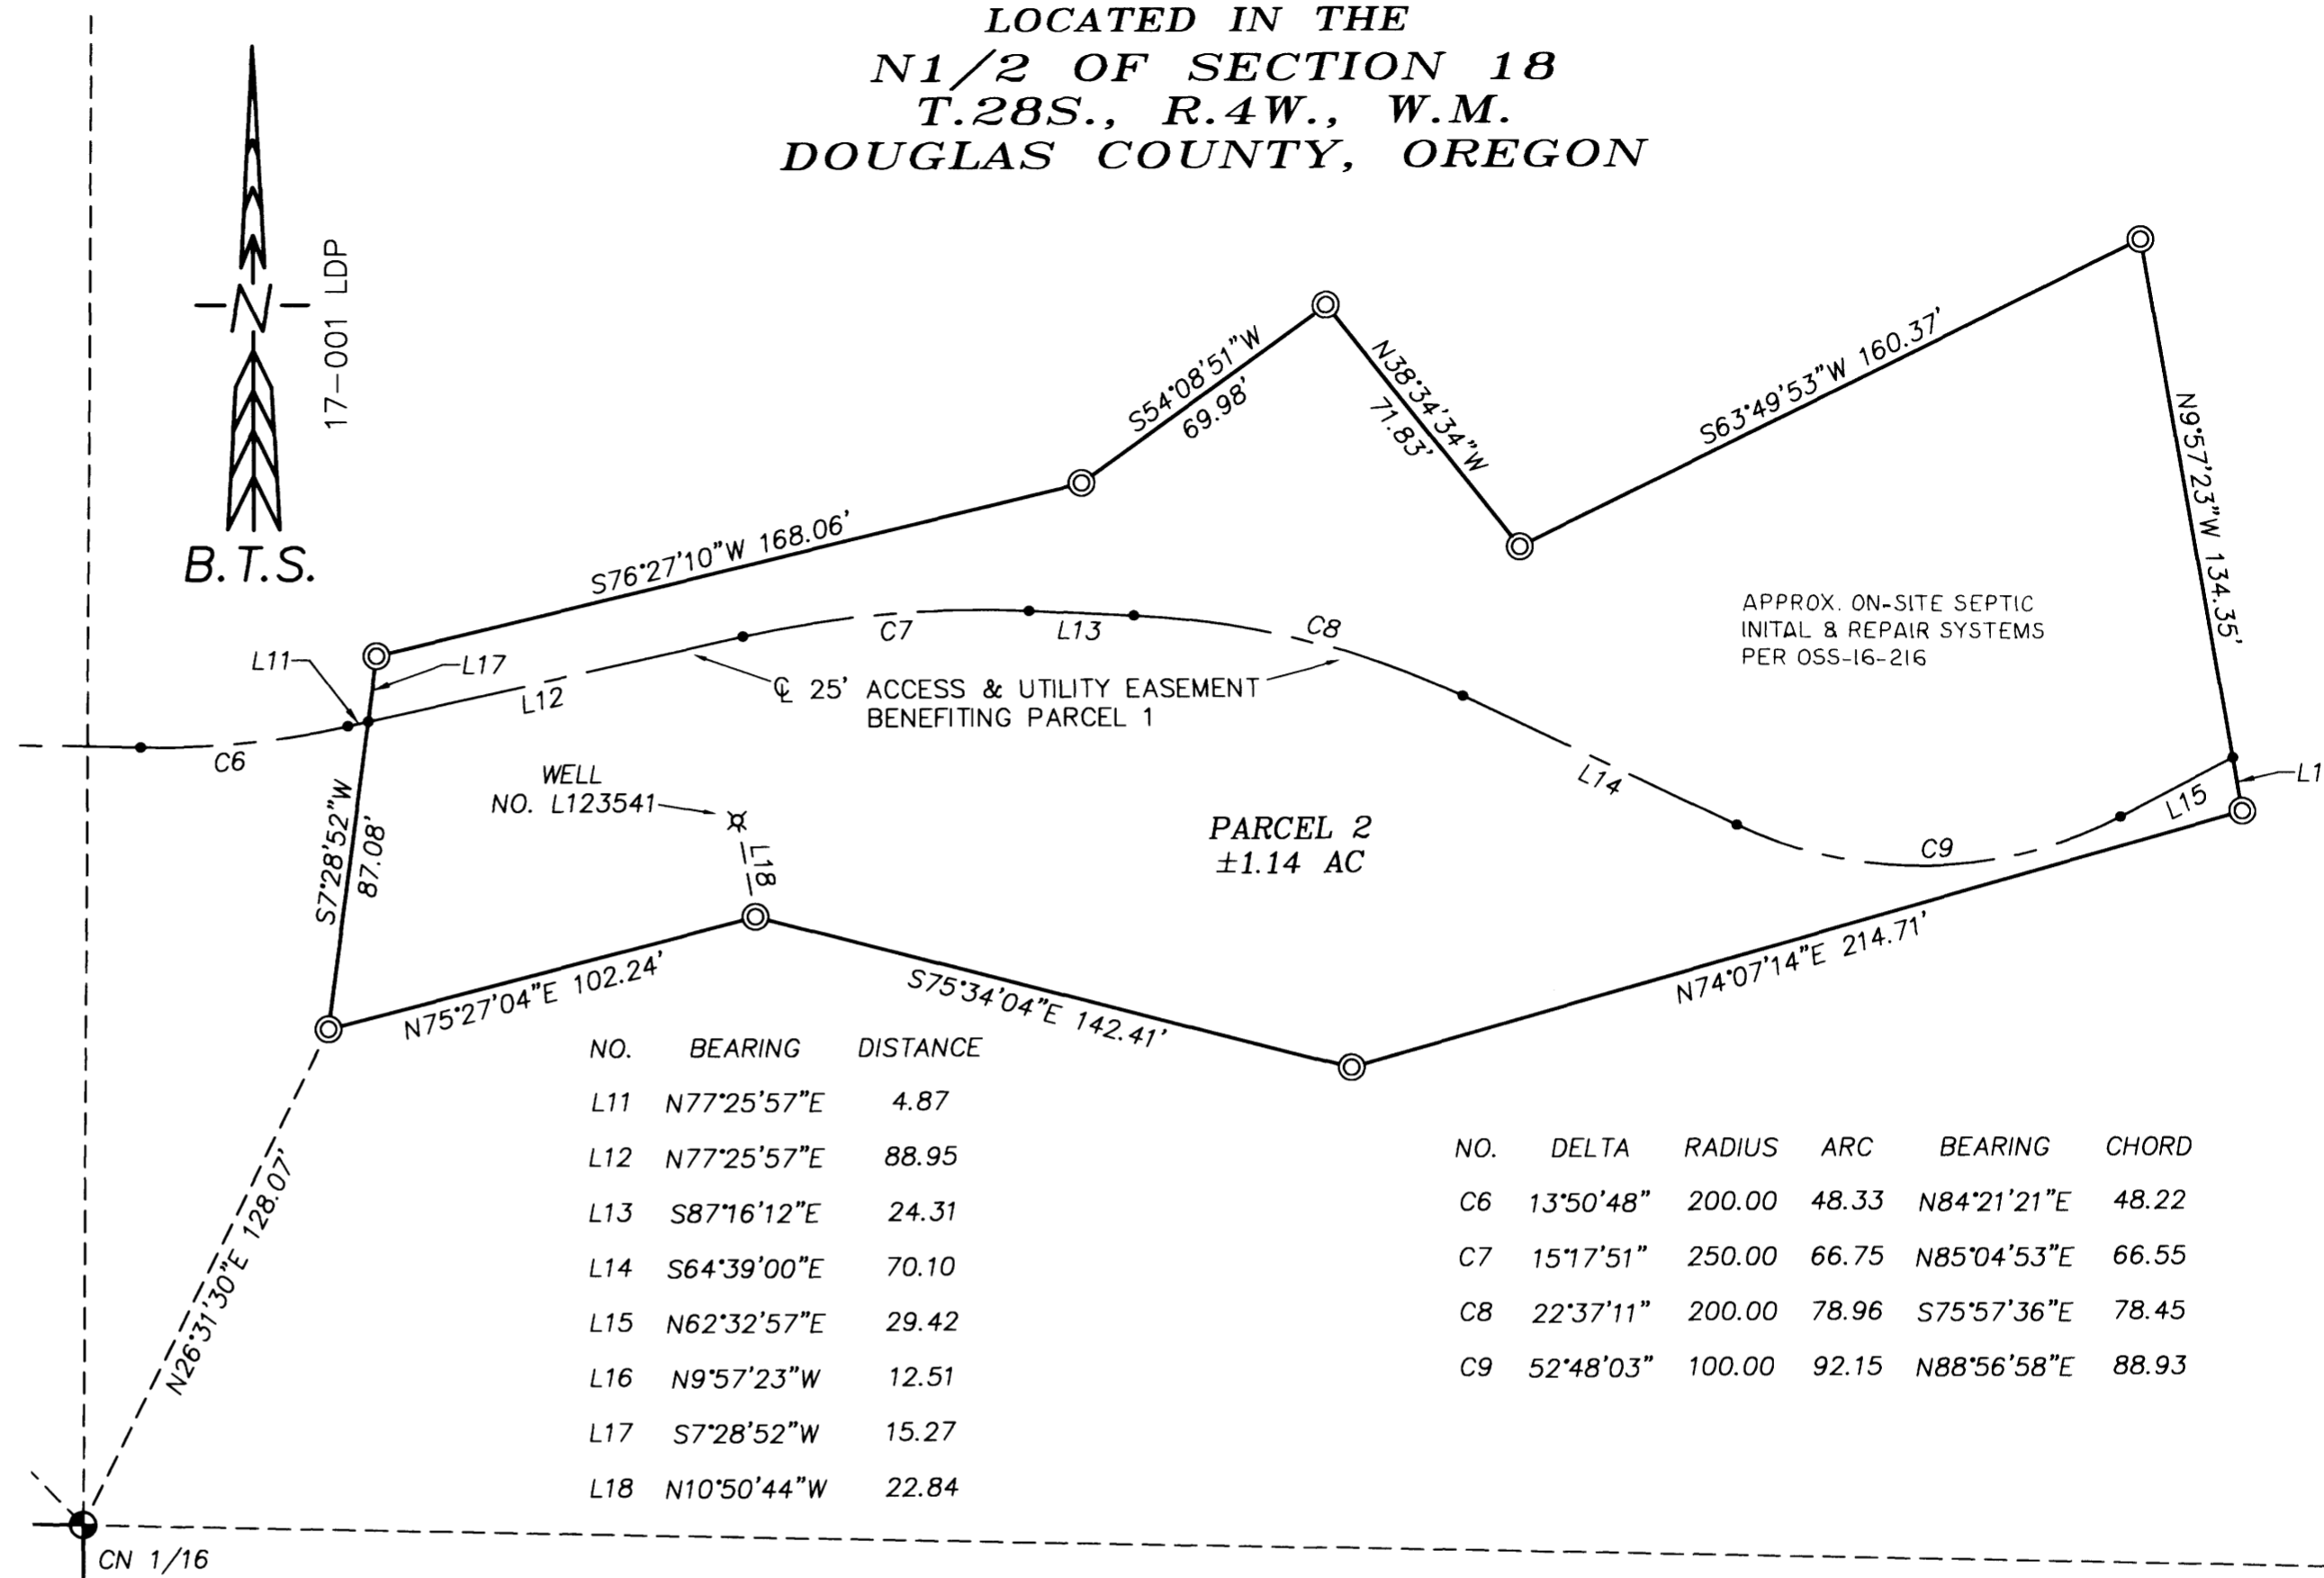 LOCATED IN THE
N1/2 OF SECTION 18
T.28S., R.4W., W.M.
DOUGLAS COUNTY, OREGON
N
17-001 LDP
B.T.S.
S54°08'51"W
69.98'
N38°34'34"W
71.83'
S63°49'53"W 160.37'
N9°57'23"W 134.35'
S76°27'10"W 168.06'
APPROX. ON-SITE SEPTIC
INITAL & REPAIR SYSTEMS
PER OSS-16-216
L11
L17
L12
C7
L13
C8
℄ 25' ACCESS & UTILITY EASEMENT
BENEFITING PARCEL 1
C6
WELL
NO. L123541
L18
L14
L15
L1
C9
PARCEL 2
±1.14 AC
S7°28'52"W
87.08'
N75°27'04"E 102.24'
S75°34'04"E 142.41'
N74°07'14"E 214.71'
N26°31'30"E 128.07'
NO. BEARING DISTANCE
L11 N77°25'57"E 4.87
L12 N77°25'57"E 88.95
L13 S87°16'12"E 24.31
L14 S64°39'00"E 70.10
L15 N62°32'57"E 29.42
L16 N9°57'23"W 12.51
L17 S7°28'52"W 15.27
L18 N10°50'44"W 22.84
NO. DELTA RADIUS ARC BEARING CHORD
C6 13°50'48" 200.00 48.33 N84°21'21"E 48.22
C7 15°17'51" 250.00 66.75 N85°04'53"E 66.55
C8 22°37'11" 200.00 78.96 S75°57'36"E 78.45
C9 52°48'03" 100.00 92.15 N88°56'58"E 88.93
CN 1/16